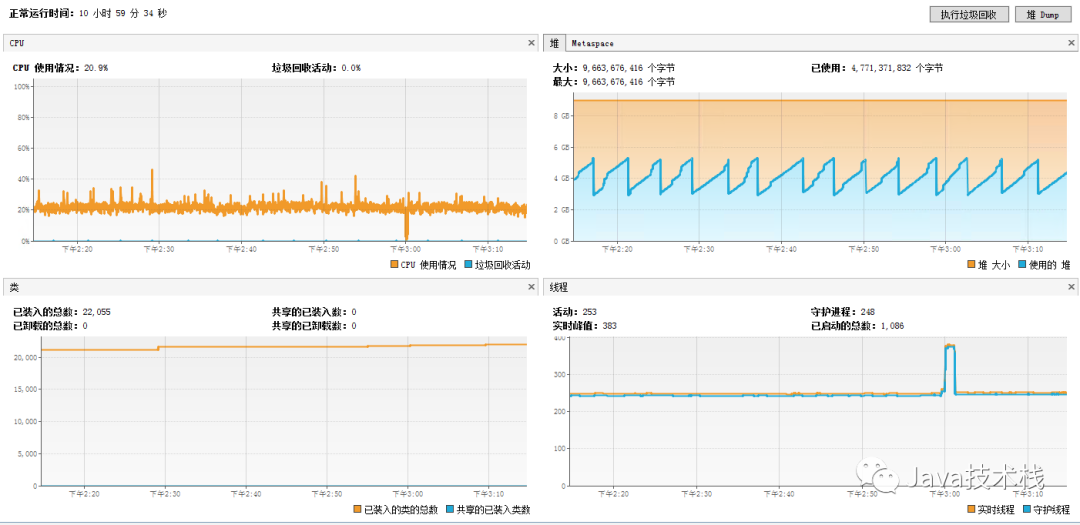 正常运行时间: 10 小时 59 分 34 秒
执行垃圾回收 堆 Dump
CPU
CPU 使用情况: 20.9% 垃圾回收活动: 0.0%
100%
80%
60%
40%
20%
0%
下午2:20 下午2:30 下午2:40 下午2:50 下午3:00 下午3:10
CPU 使用情况 垃圾回收活动
堆 Metaspace
大小: 9,663,676,416 个字节 已使用: 4,771,371,832 个字节
最大: 9,663,676,416 个字节
8 GB
6 GB
4 GB
2 GB
0 GB
下午2:20 下午2:30 下午2:40 下午2:50 下午3:00 下午3:10
堆 大小 使用的 堆
类
已装入的总数: 22,055 共享的已装入数: 0
已卸载的总数: 0 共享的已卸载数: 0
20,000
15,000
10,000
5,000
0
下午2:20 下午2:30 下午2:40 下午2:50 下午3:00 下午3:10
已装入的类的总数 共享的已装入类数
线程
活动: 253 守护进程: 248
实时峰值: 383 已启动的总数: 1,086
400
300
200
100
0
下午2:20 下午2:30 下午2:40 下午2:50 下午3:00 下午3:10
实时线程 守护线程
Java技术栈